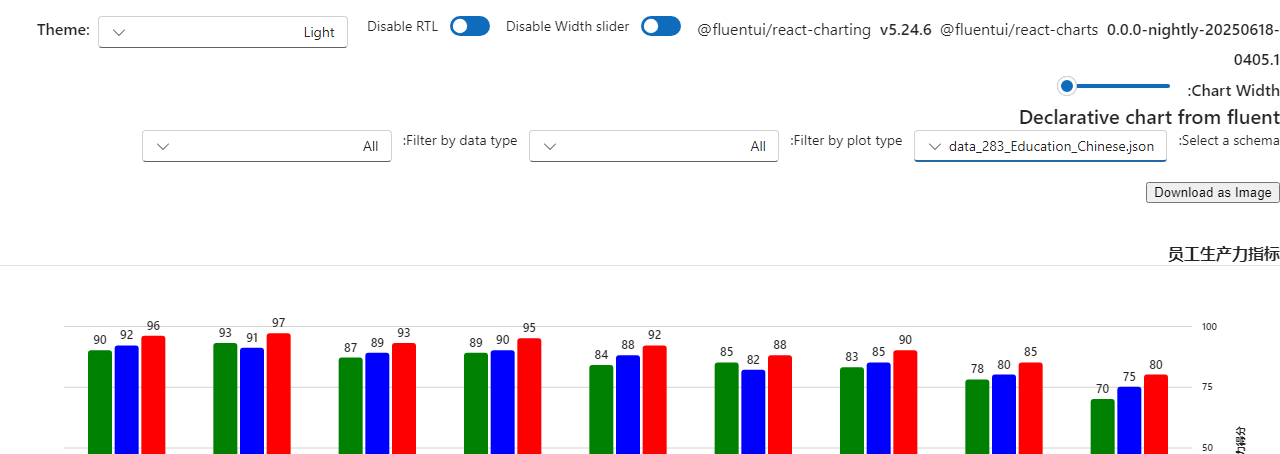 Theme: Light Disable RTL Disable Width slider @fluentui/react-charting v5.24.6 @fluentui/react-charts 0.0.0-nightly-20250618-
0405.1
:Chart Width
Declarative chart from fluent
:Select a schema data_283_Education_Chinese.json :Filter by plot type All :Filter by data type All
Download as Image
员工生产力指标
90 92 96 93 91 97 87 89 93 89 90 95 84 88 92 85 82 88 83 85 90 78 80 85 70 75 80
100
75
50
力得分